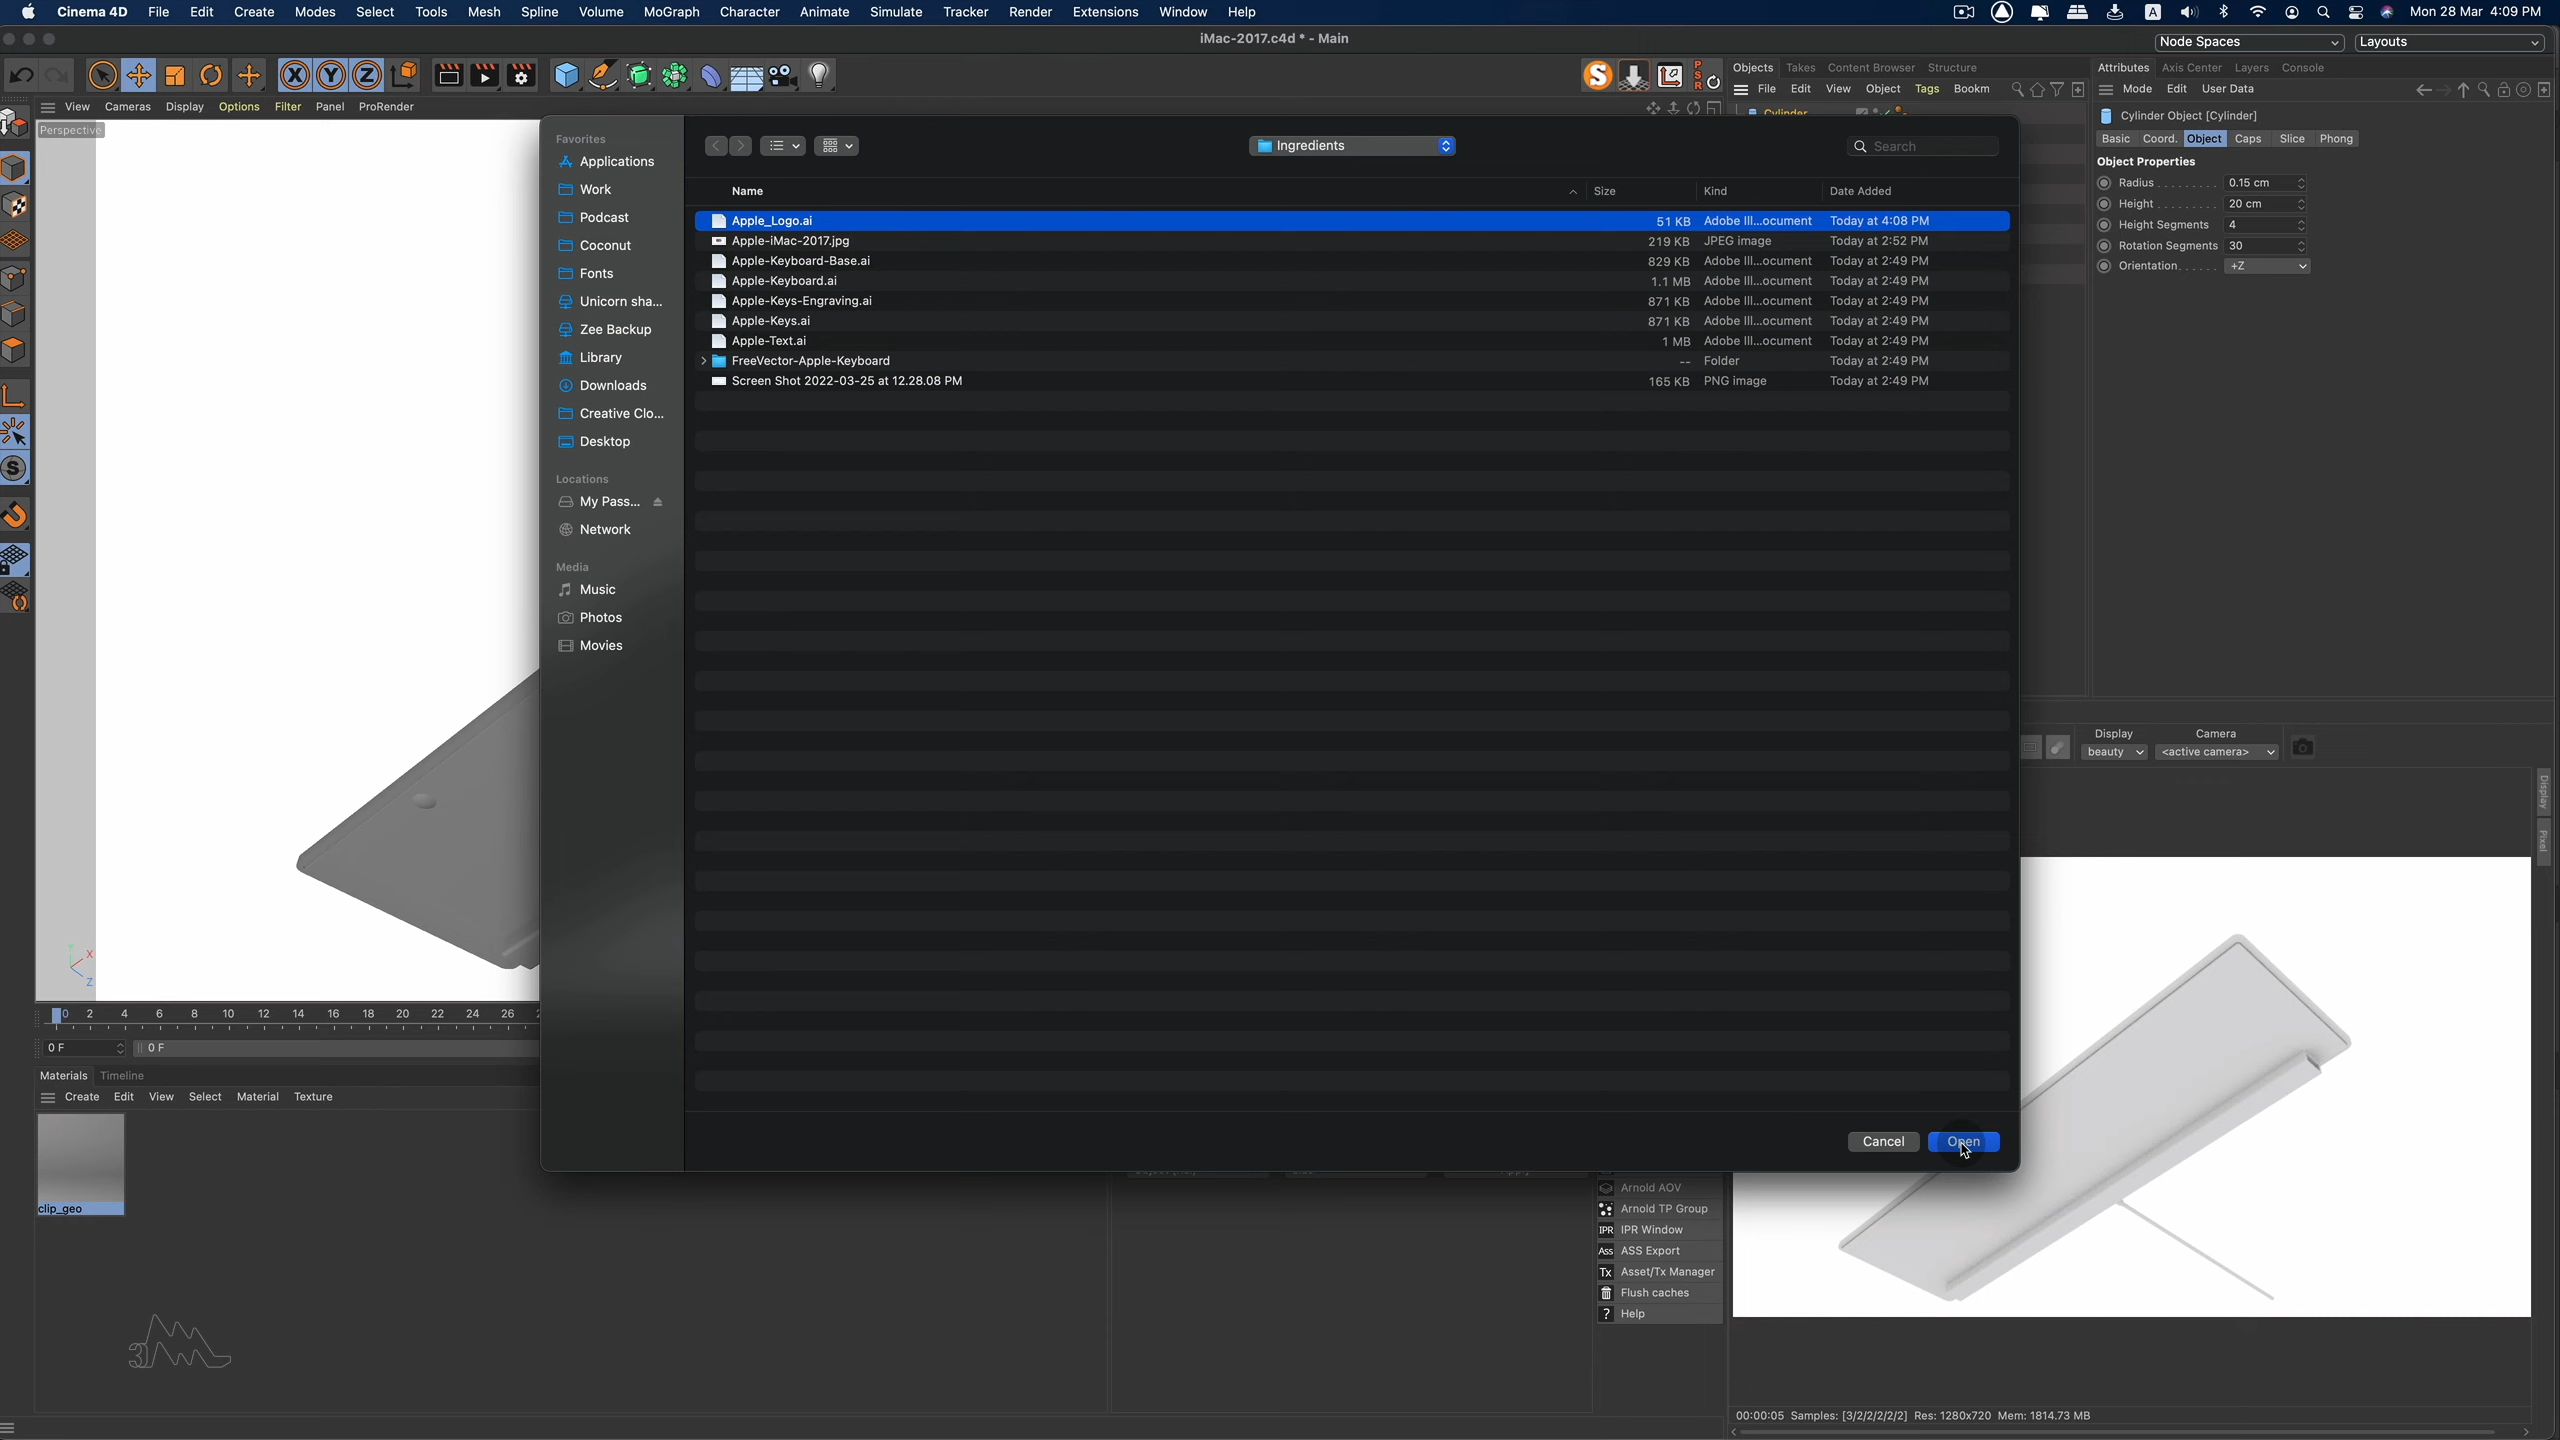 Cinema 4D File Edit Create Modes Select Tools Mesh Spline Volume MoGraph Character Animate Simulate Tracker Render Extensions Window Help A Mon 28 Mar 4:09 PM
iMac-2017.c4d * - Main
Node Spaces Layouts
X Y Z
Objects Takes Content Browser Structure
Attributes Axis Center Layers Console
View Cameras Display Options Filter Panel ProRender
File Edit View Object Tags Bookm
Mode Edit User Data
Perspective
Cylinder
Cylinder Object [Cylinder]
Basic Coord. Object Caps Slice Phong
Object Properties
Radius 0.15 cm
Height 20 cm
Height Segments 4
Rotation Segments 30
Orientation +Z
Favorites
Applications
Work
Podcast
Coconut
Fonts
Unicorn sha...
Zee Backup
Library
Downloads
Creative Clo...
Desktop
Locations
My Pass...
Network
Media
Music
Photos
Movies
Ingredients
Search
Name Size Kind Date Added
Apple_Logo.ai 51 KB Adobe Ill...ocument Today at 4:08 PM
Apple-iMac-2017.jpg 219 KB JPEG image Today at 2:52 PM
Apple-Keyboard-Base.ai 829 KB Adobe Ill...ocument Today at 2:49 PM
Apple-Keyboard.ai 1.1 MB Adobe Ill...ocument Today at 2:49 PM
Apple-Keys-Engraving.ai 871 KB Adobe Ill...ocument Today at 2:49 PM
Apple-Keys.ai 871 KB Adobe Ill...ocument Today at 2:49 PM
Apple-Text.ai 1 MB Adobe Ill...ocument Today at 2:49 PM
FreeVector-Apple-Keyboard -- Folder Today at 2:49 PM
Screen Shot 2022-03-25 at 12.28.08 PM 165 KB PNG image Today at 2:49 PM
Cancel Open
Display Camera
beauty <active camera>
Display
Pixel
Y X Z
0 2 4 6 8 10 12 14 16 18 20 22 24 26
0 F 0 F
Materials Timeline
Create Edit View Select Material Texture
clip_geo
Arnold AOV
Arnold TP Group
IPR IPR Window
Ass ASS Export
Tx Asset/Tx Manager
Flush caches
? Help
00:00:05 Samples: [3/2/2/2/2/2] Res: 1280x720 Mem: 1814.73 MB